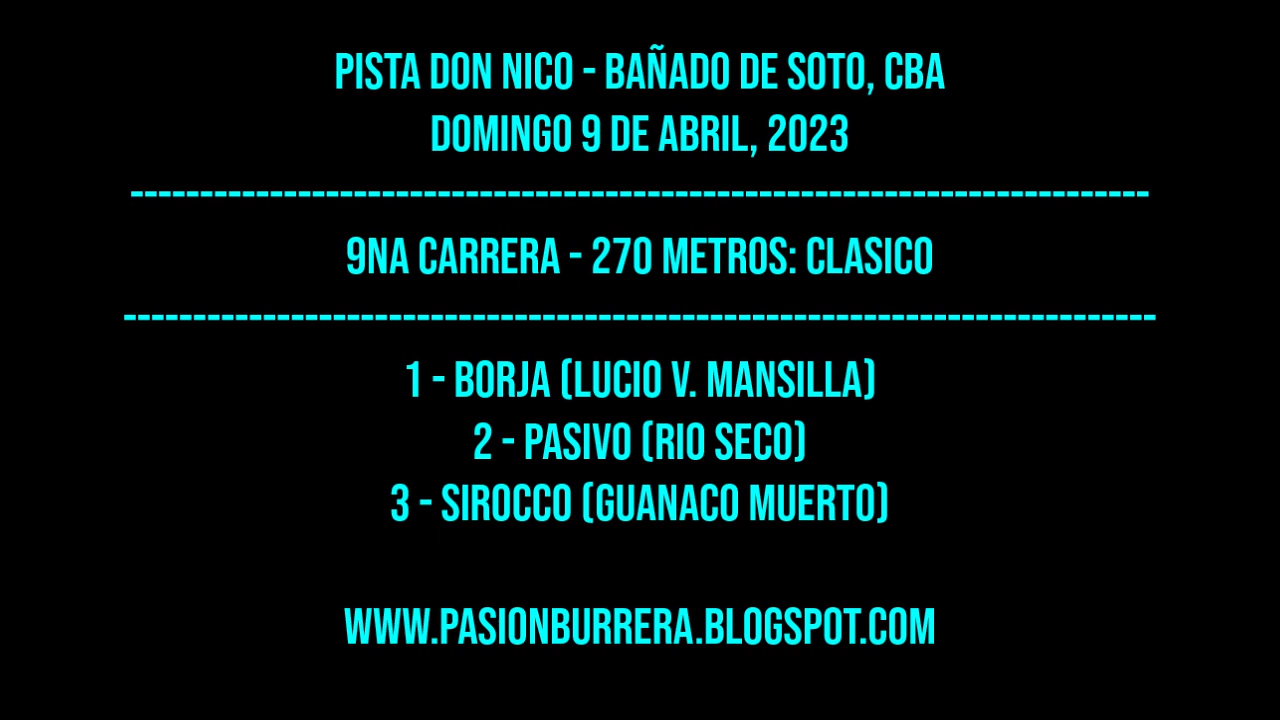 PISTA DON NICO - BAÑADO DE SOTO, CBA
DOMINGO 9 DE ABRIL, 2023
--------------------------------------------------------------------------
9NA CARRERA - 270 METROS: CLASICO
---------------------------------------------------------------------------
1 - BORJA (LUCIO V. MANSILLA)
2 - PASIVO (RIO SECO)
3 - SIROCCO (GUANACO MUERTO)
WWW.PASIONBURRERA.BLOGSPOT.COM